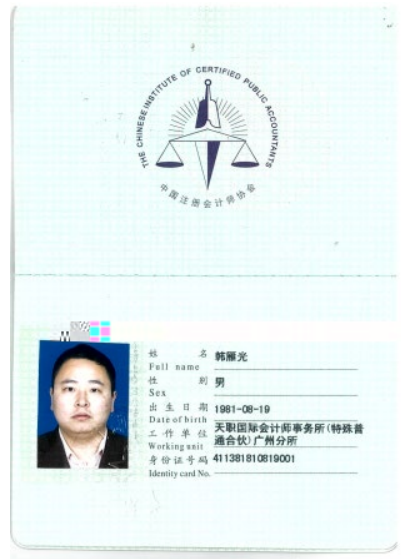 THE CHINESE INSTITUTE OF CERTIFIED PUBLIC ACCOUNTANTS
中国注册会计师协会
姓 名 韩雁光
Full name
性 别 男
Sex
出 生 日 期 1981-08-19
Date of birth
工 作 单 位 天职国际会计师事务所(特殊普
Working unit 通合伙)广州分所
身份证号码 411381810819001
Identity card No.